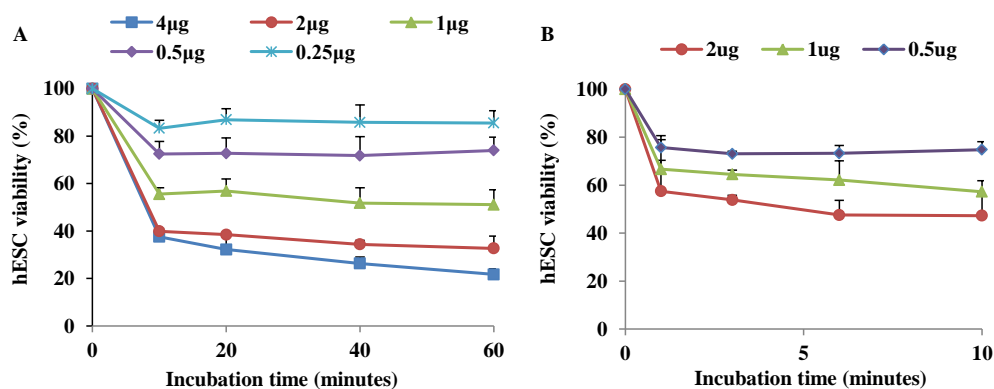 A
4µg 2µg 1µg
0.5µg 0.25µg
hESC viability (%)
100
80
60
40
20
0
0 20 40 60
Incubation time (minutes)
B
2ug 1ug 0.5ug
hESC viability (%)
100
80
60
40
20
0
0 5 10
Incubation time (minutes)